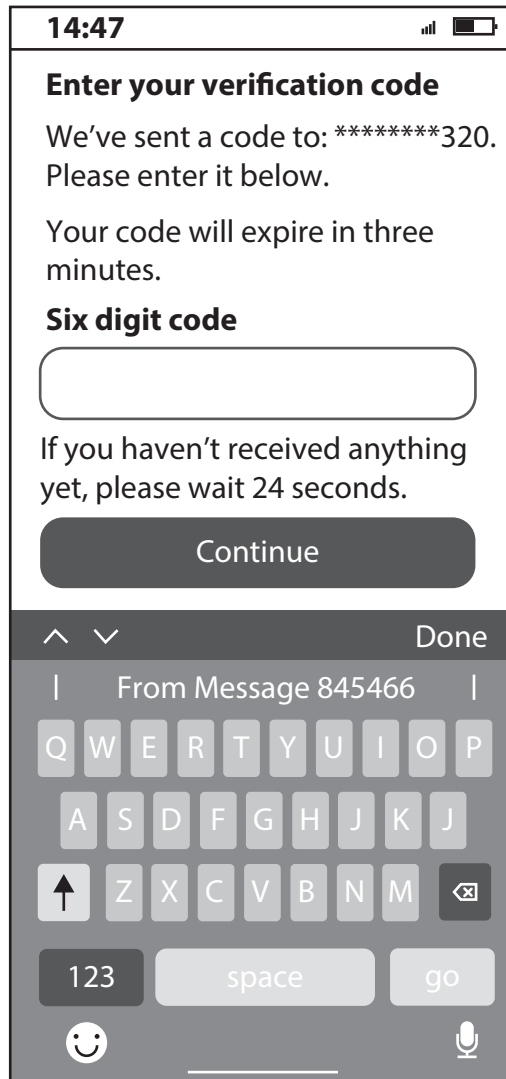 14:47
Enter your verification code
We’ve sent a code to: ********320.
Please enter it below.
Your code will expire in three
minutes.
Six digit code
If you haven’t received anything
yet, please wait 24 seconds.
Continue
Done
From Message 845466
Q W E R T Y U I O P
A S D F G H J K J
Z X C V B N M
123 space go